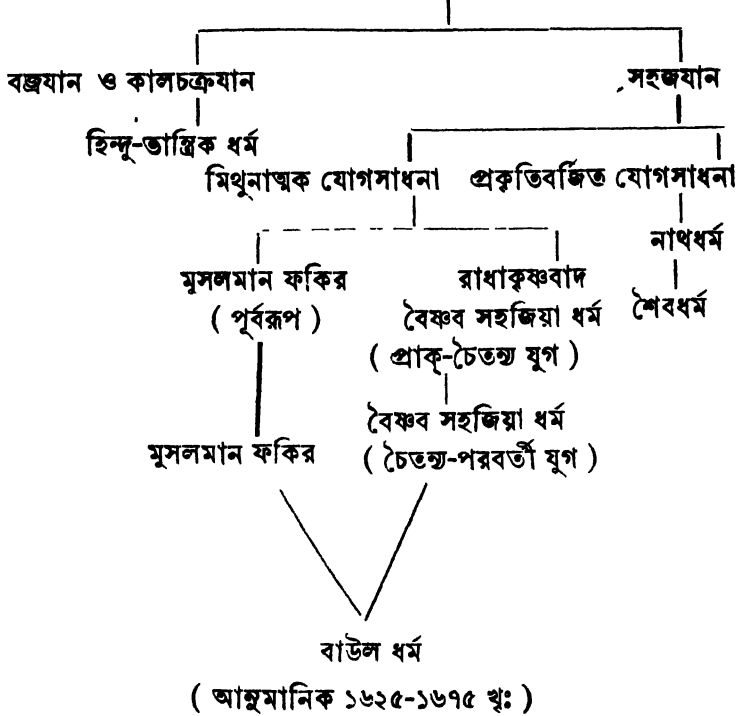 বজ্রযান ও কালচক্রযান
সহজযান
হিন্দু-তান্ত্রিক ধর্ম
মিথুনাত্মক যোগসাধনা
প্রকৃতিবর্জিত যোগসাধনা
নাথধর্ম
শৈবধর্ম
মুসলমান ফকির
( পূর্বরূপ )
রাধাকৃষ্ণবাদ
বৈষ্ণব সহজিয়া ধর্ম
( প্রাক্-চৈতন্য যুগ )
মুসলমান ফকির
বৈষ্ণব সহজিয়া ধর্ম
( চৈতন্য-পরবর্তী যুগ )
বাউল ধর্ম
( আনুমানিক ১৬২৫-১৬৭৫ খৃঃ )